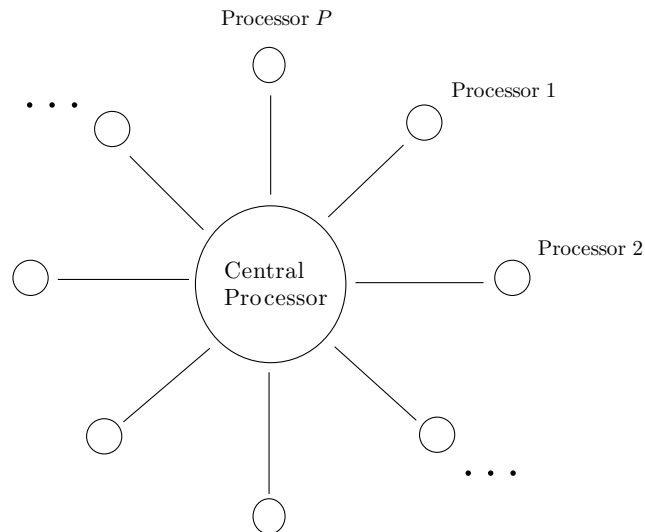 Processor P
Processor 1
. . .
Processor 2
Central
Processor
. . .